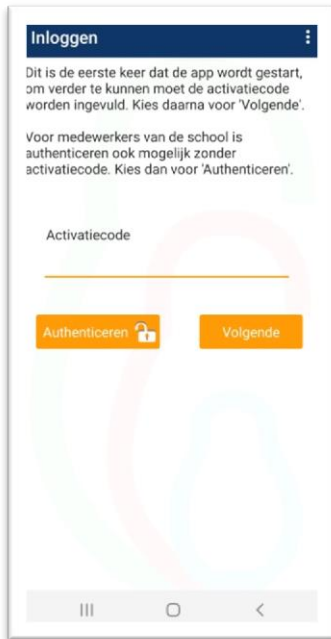 Inloggen
Dit is de eerste keer dat de app wordt gestart,
om verder te kunnen moet de activatiecode
worden ingevuld. Kies daarna voor 'Volgende'.
Voor medewerkers van de school is
authenticeren ook mogelijk zonder
activatiecode. Kies dan voor 'Authenticeren'.
Activatiecode
Authenticeren
Volgende